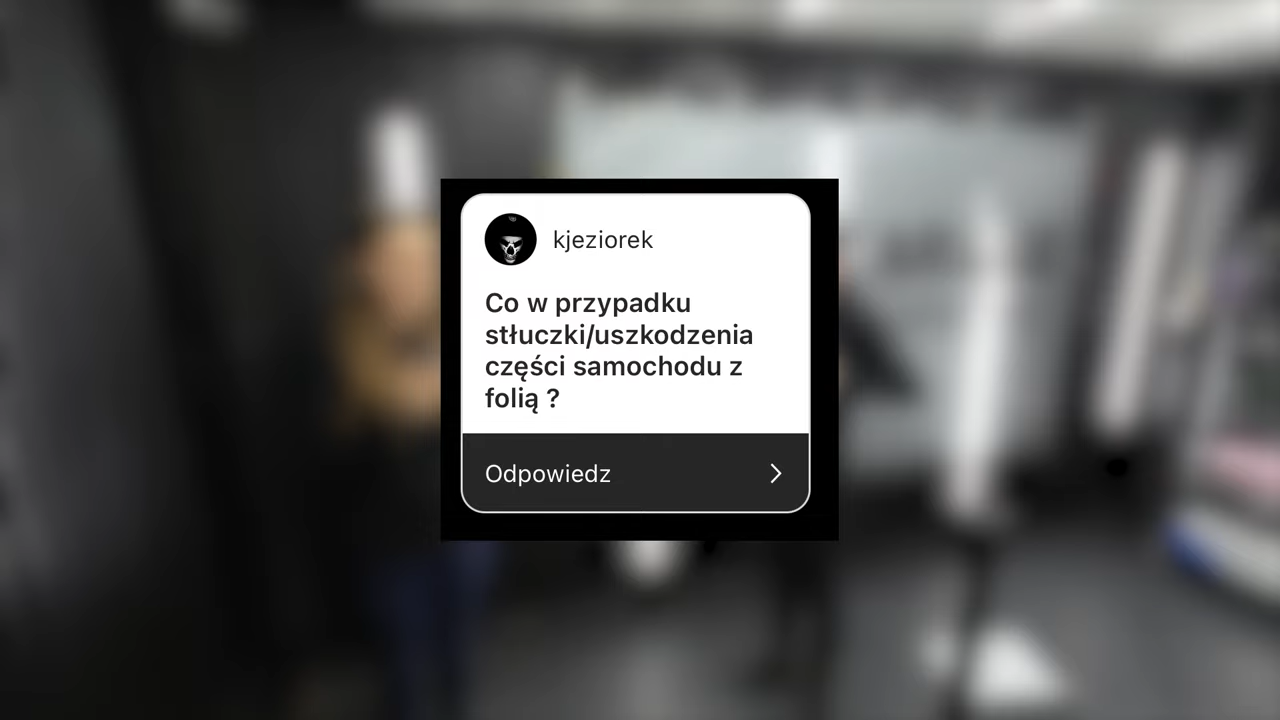 kjeziorek
Co w przypadku
stłuczki/uszkodzenia
części samochodu z
folią ?
Odpowiedz